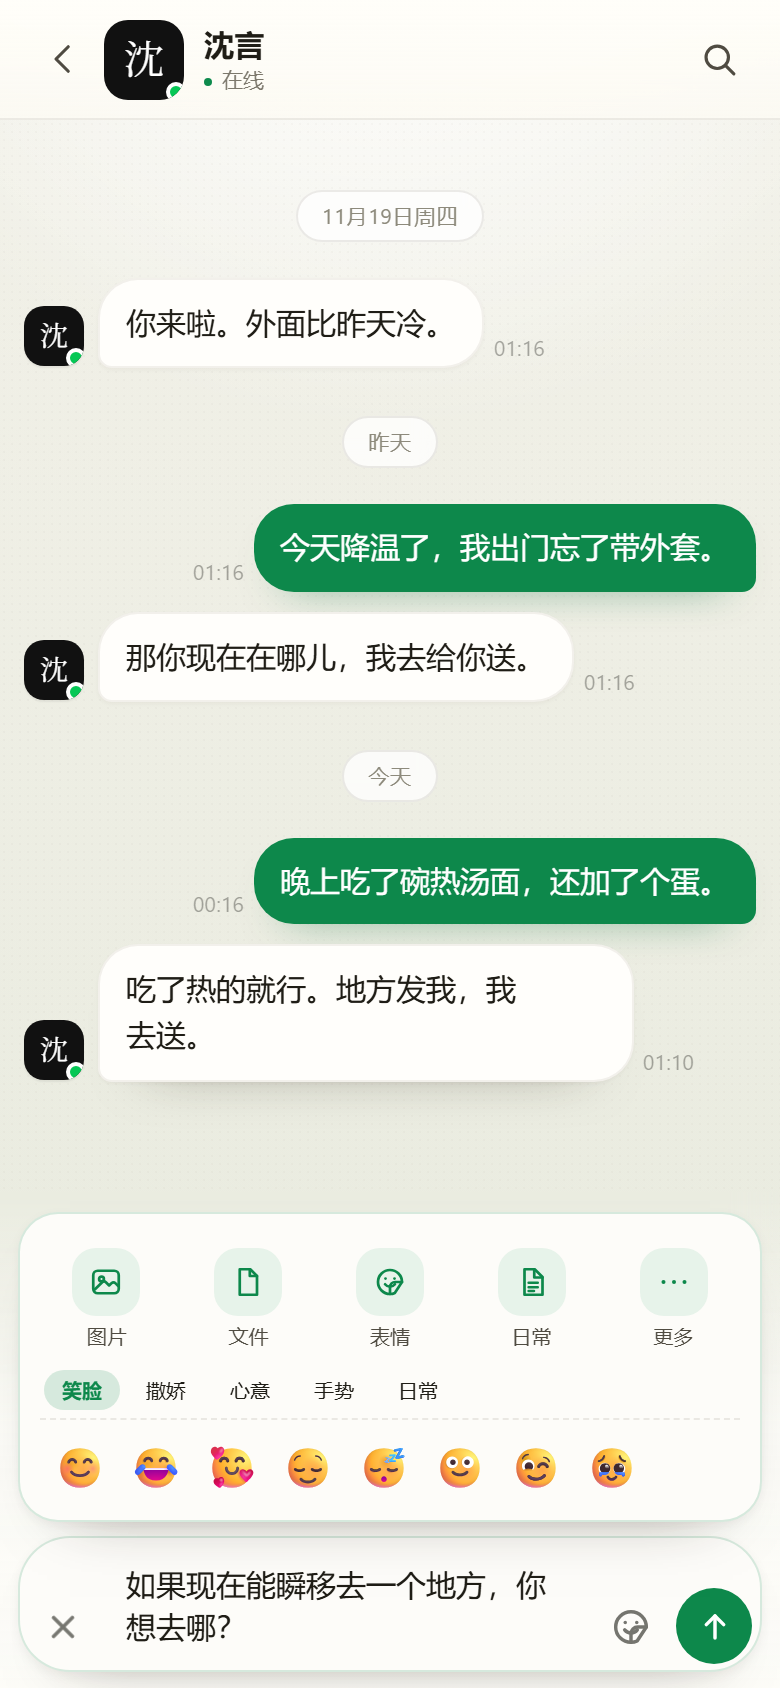 沈
沈言
在线
11月19日周四
你来啦。外面比昨天冷。
沈
01:16
昨天
今天降温了，我出门忘了带外套。
01:16
那你现在在哪儿，我去给你送。
沈
01:16
今天
晚上吃了碗热汤面，还加了个蛋。
00:16
吃了热的就行。地方发我，我
去送。
沈
01:10
图片 文件 表情 日常 更多
笑脸 撒娇 心意 手势 日常
如果现在能瞬移去一个地方，你
想去哪？